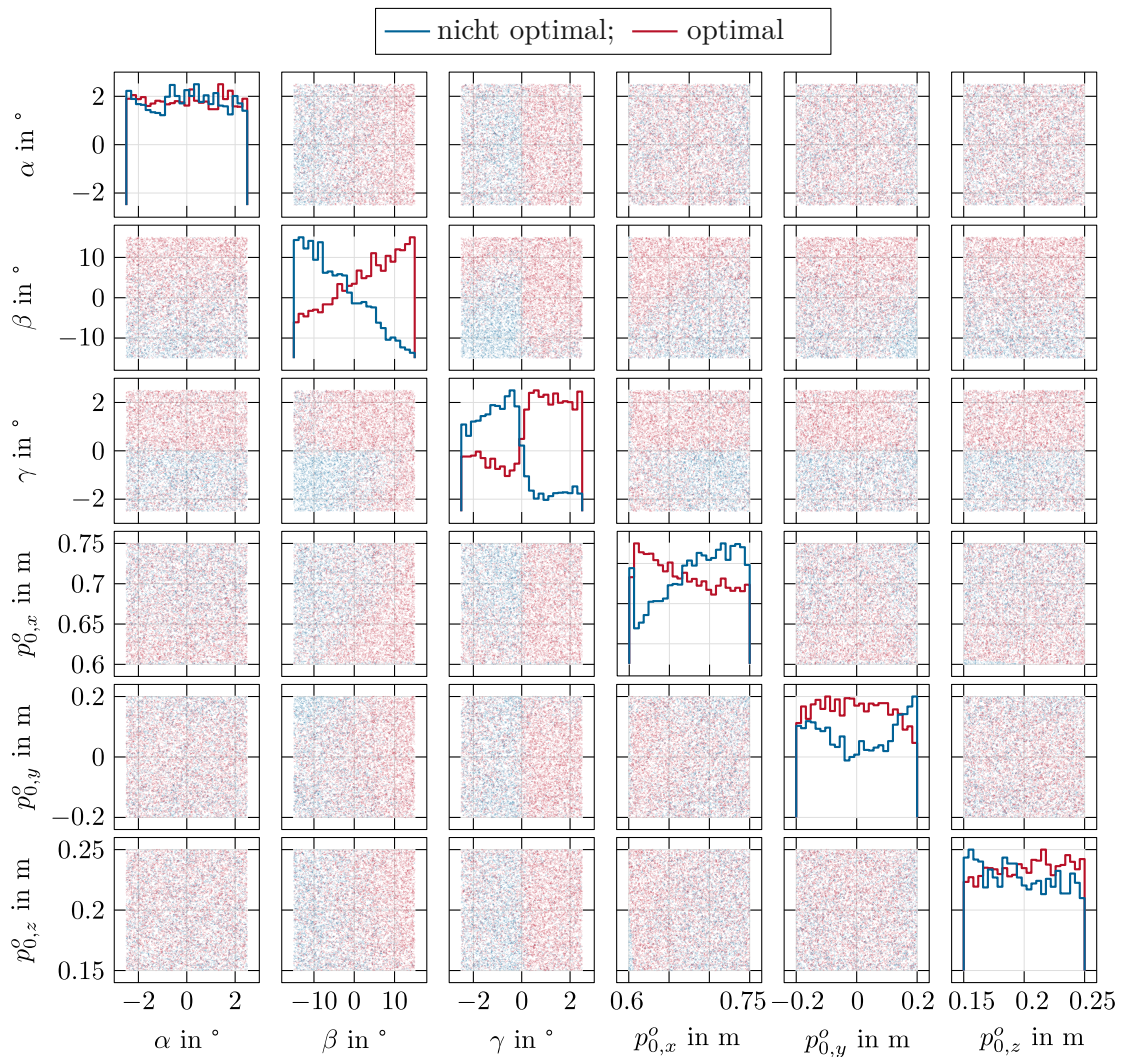 nicht optimal; optimal
α in °
2
0
−2
β in °
10
0
−10
γ in °
2
0
−2
p^o_{0,x} in m
0.75
0.7
0.65
0.6
p^o_{0,y} in m
0.2
0
−0.2
p^o_{0,z} in m
0.25
0.2
0.15
−2 0 2 −10 0 10 −2 0 2 0.6 0.75 −0.2 0 0.2 0.15 0.2 0.25
α in ° β in ° γ in ° p^o_{0,x} in m p^o_{0,y} in m p^o_{0,z} in m